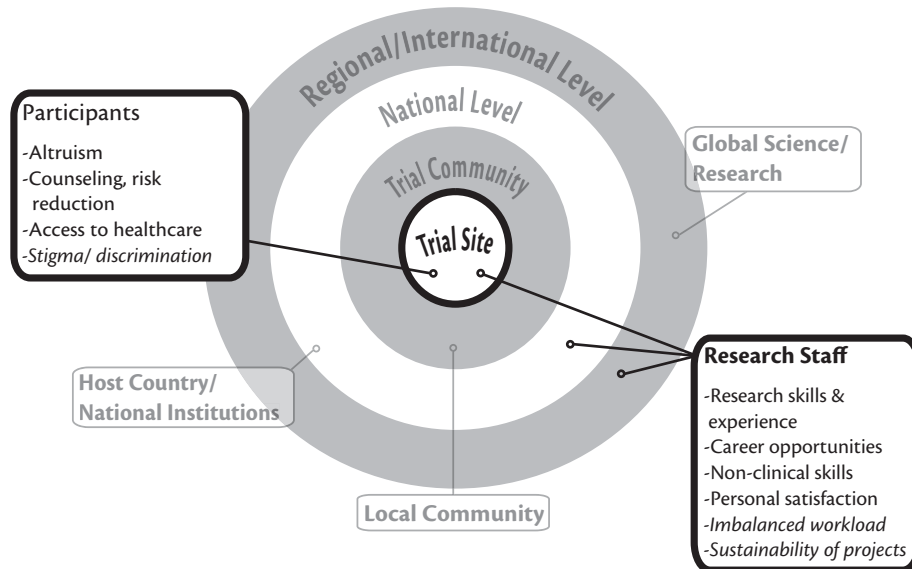 Regional/International Level
National Level
Trial Community
Trial Site
Participants
-Altruism
-Counseling, risk
reduction
-Access to healthcare
-Stigma/ discrimination
Global Science/
Research
Host Country/
National Institutions
Local Community
Research Staff
-Research skills &
experience
-Career opportunities
-Non-clinical skills
-Personal satisfaction
-Imbalanced workload
-Sustainability of projects